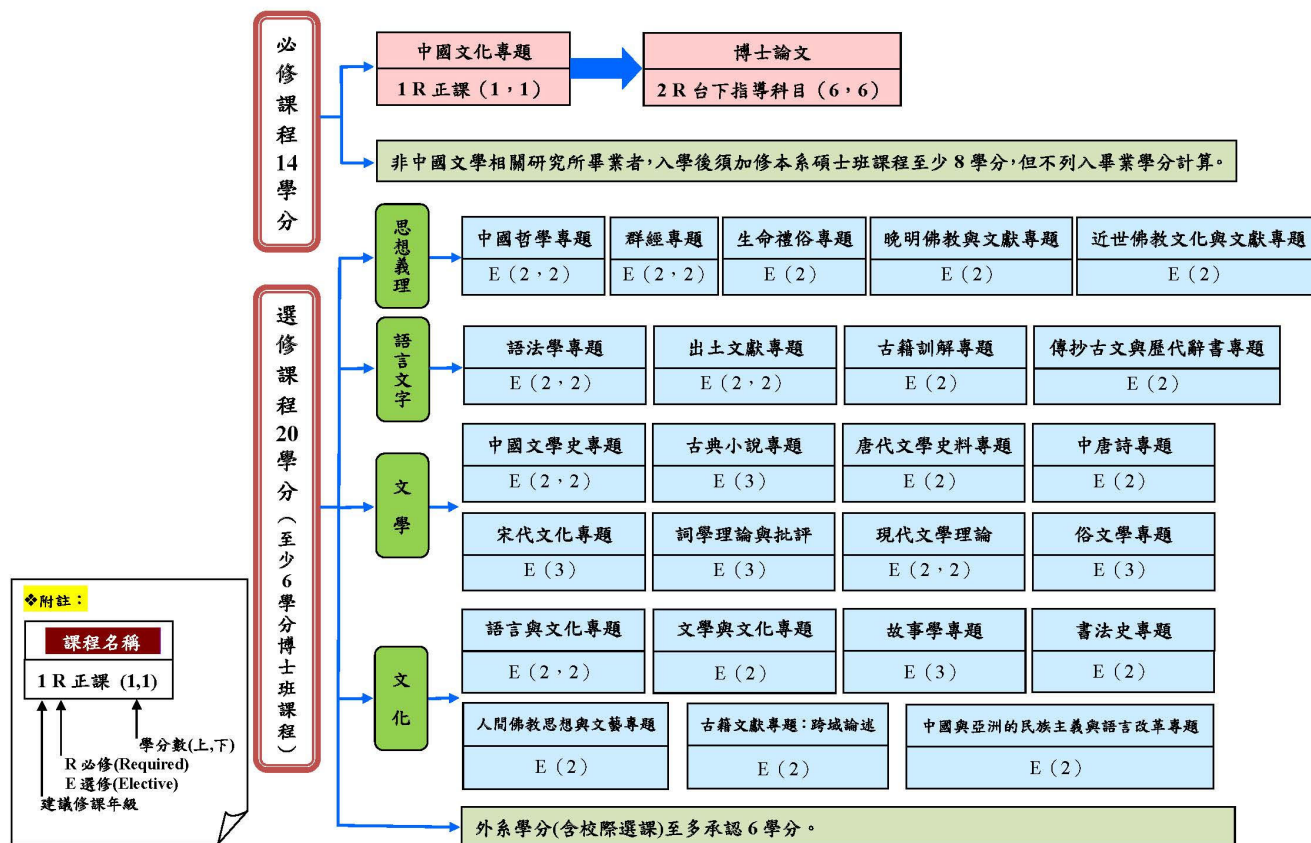 必修課程14學分
中國文化專題
1 R 正課（1，1）
博士論文
2 R 台下指導科目（6，6）
非中國文學相關研究所畢業者，入學後須加修本系碩士班課程至少 8 學分，但不列入畢業學分計算。
選修課程20學分（至少6學分博士班課程）
思想義理
中國哲學專題
E（2，2）
群經專題
E（2，2）
生命禮俗專題
E（2）
晚明佛教與文獻專題
E（2）
近世佛教文化與文獻專題
E（2）
語言文字
語法學專題
E（2，2）
出土文獻專題
E（2，2）
古籍訓解專題
E（2）
傳抄古文與歷代辭書專題
E（2）
文學
中國文學史專題
E（2，2）
古典小說專題
E（3）
唐代文學史料專題
E（2）
中唐詩專題
E（2）
宋代文化專題
E（3）
詞學理論與批評
E（3）
現代文學理論
E（2，2）
俗文學專題
E（3）
文化
語言與文化專題
E（2，2）
文學與文化專題
E（2）
故事學專題
E（3）
書法史專題
E（2）
人間佛教思想與文藝專題
E（2）
古籍文獻專題：跨域論述
E（2）
中國與亞洲的民族主義與語言改革專題
E（2）
外系學分(含校際選課)至多承認 6 學分。
❖附註：
課程名稱
1 R 正課 (1,1)
學分數(上,下)
R 必修(Required)
E 選修(Elective)
建議修課年級